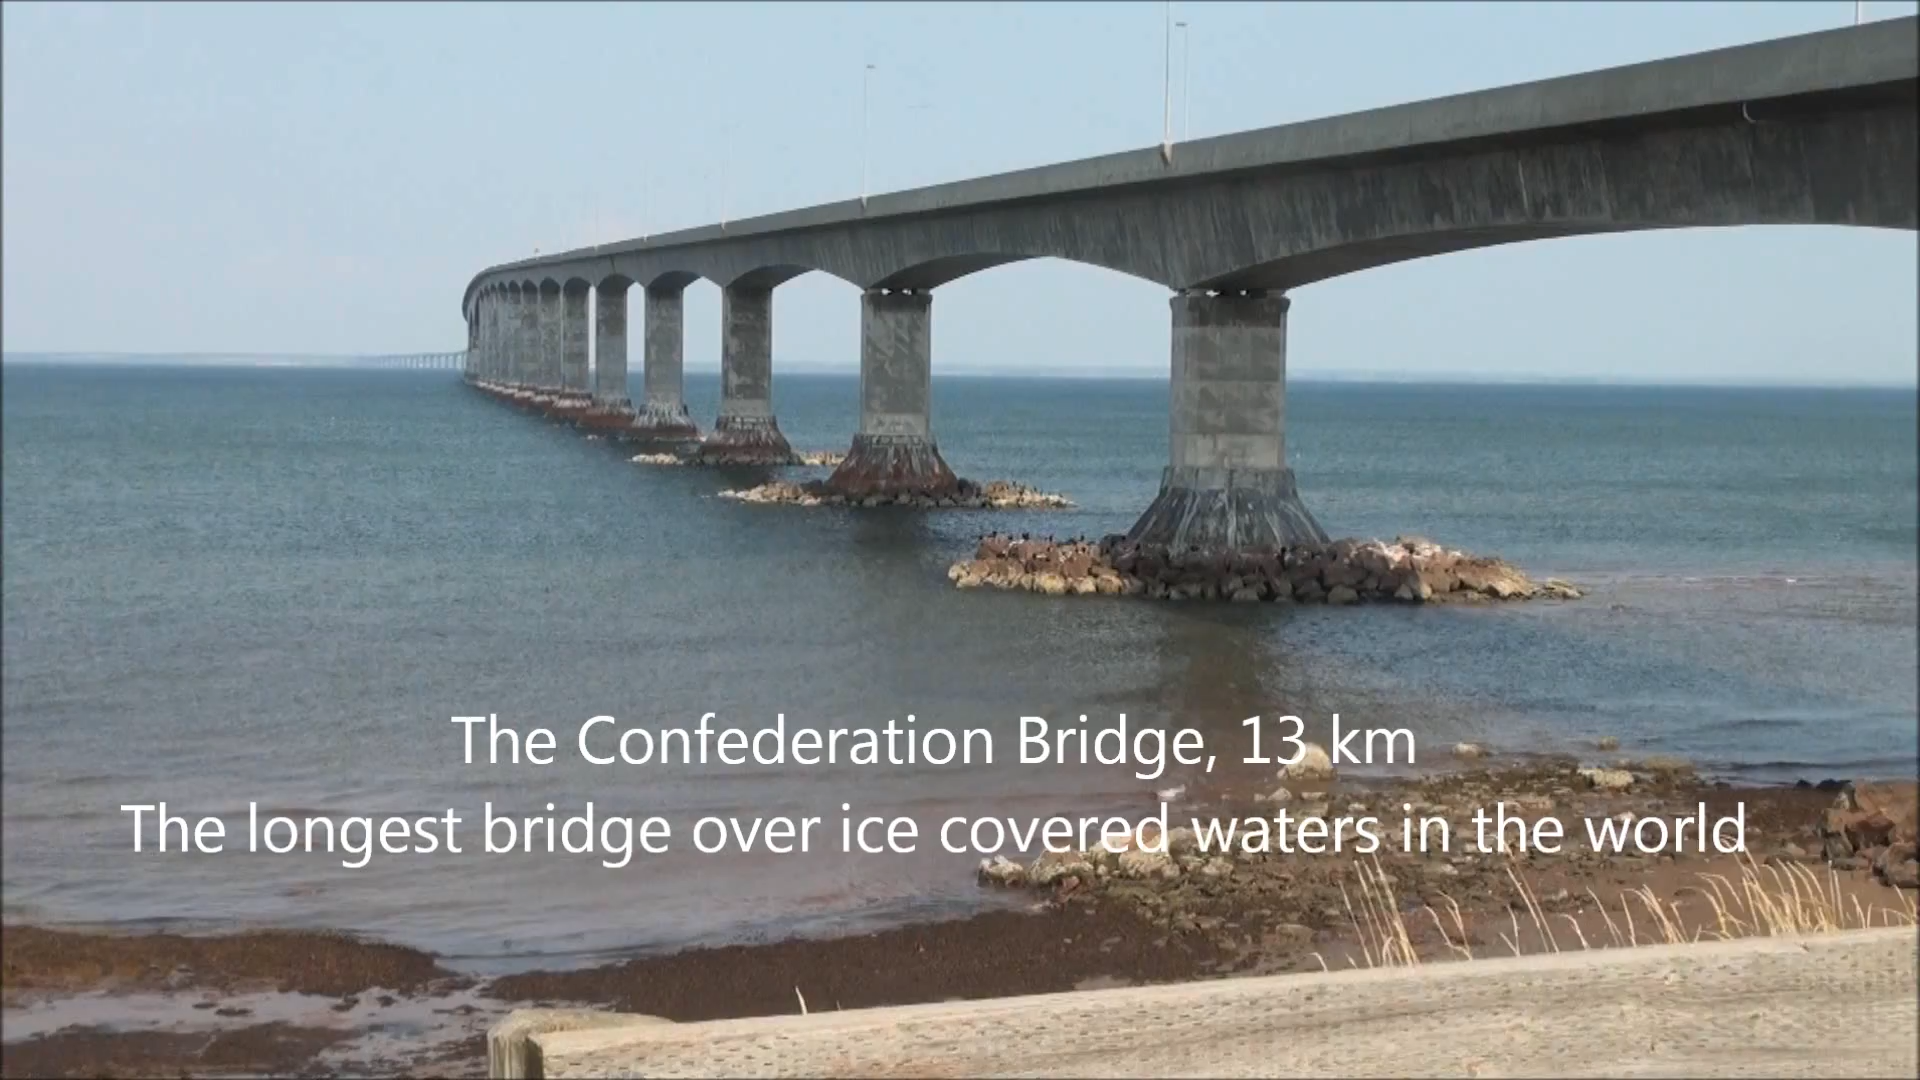 The Confederation Bridge, 13 km
The longest bridge over ice covered waters in the world